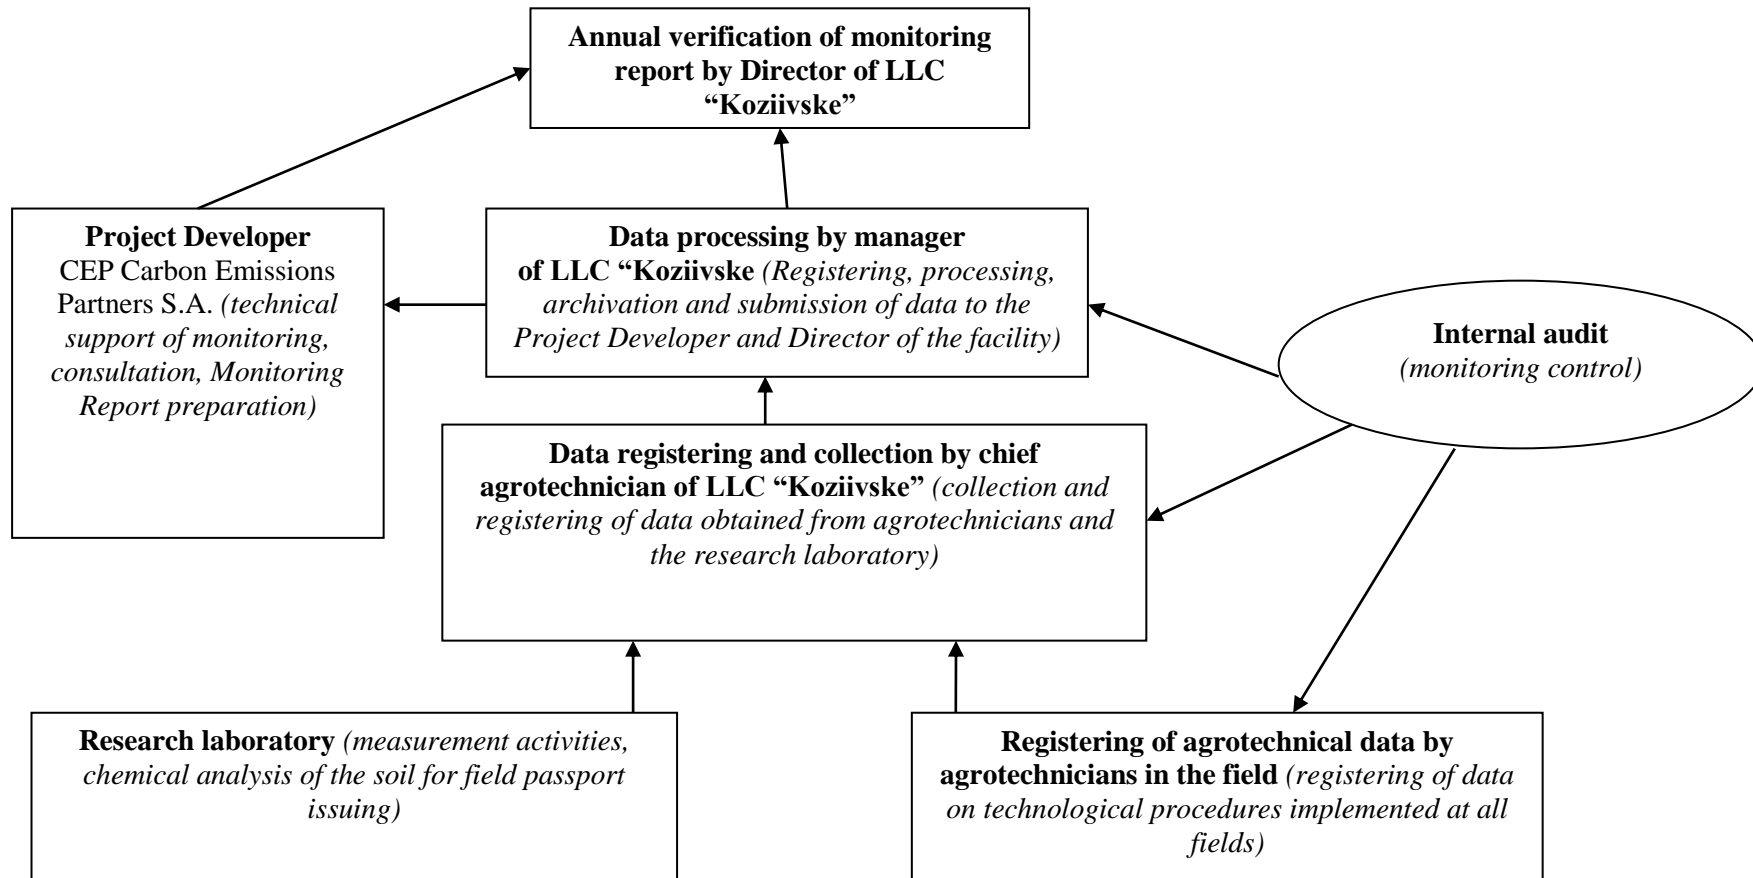 Annual verification of monitoring
report by Director of LLC
“Koziivske”
Project Developer
CEP Carbon Emissions
Partners S.A. (technical
support of monitoring,
consultation, Monitoring
Report preparation)
Data processing by manager
of LLC “Koziivske (Registering, processing,
archivation and submission of data to the
Project Developer and Director of the facility)
Internal audit
(monitoring control)
Data registering and collection by chief
agrotechnician of LLC “Koziivske” (collection and
registering of data obtained from agrotechnicians and
the research laboratory)
Research laboratory (measurement activities,
chemical analysis of the soil for field passport
issuing)
Registering of agrotechnical data by
agrotechnicians in the field (registering of data
on technological procedures implemented at all
fields)